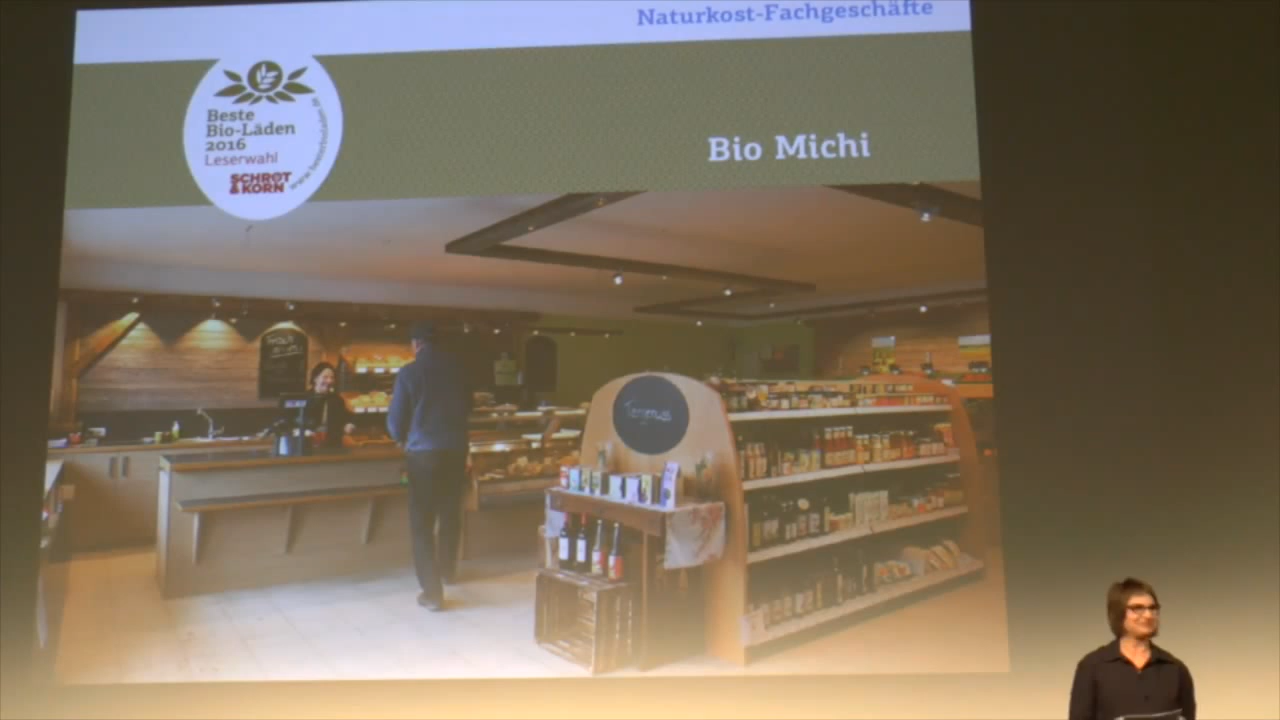 Naturkost-Fachgeschäfte
Bio Michi
Beste
Bio-Läden
2016
Leserwahl
SCHROT
&KORN